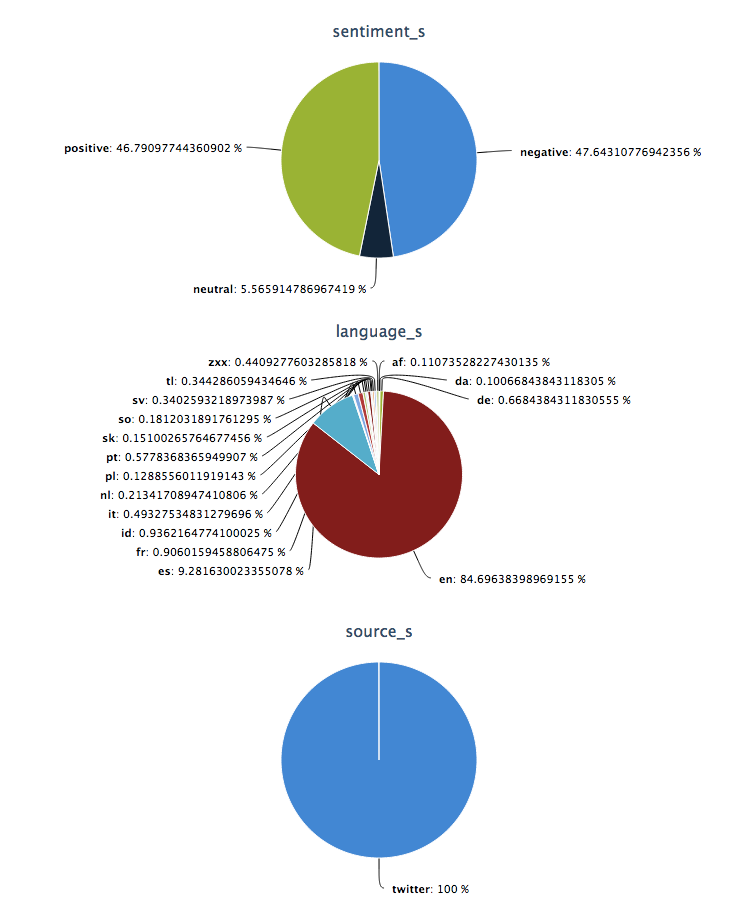 sentiment_s
positive: 46.79097744360902 %
negative: 47.64310776942356 %
neutral: 5.565914786967419 %
language_s
zxx: 0.4409277603285818 %
af: 0.11073528227430135 %
tl: 0.344286059434646 %
da: 0.10066843843118305 %
sv: 0.3402593218973987 %
de: 0.6684384311830555 %
so: 0.1812031891761295 %
sk: 0.15100265764677456 %
pt: 0.5778368365949907 %
pl: 0.1288556011919143 %
nl: 0.21341708947410806 %
it: 0.49327534831279696 %
id: 0.9362164774100025 %
fr: 0.9060159458806475 %
es: 9.281630023355078 %
en: 84.69638398969155 %
source_s
twitter: 100 %